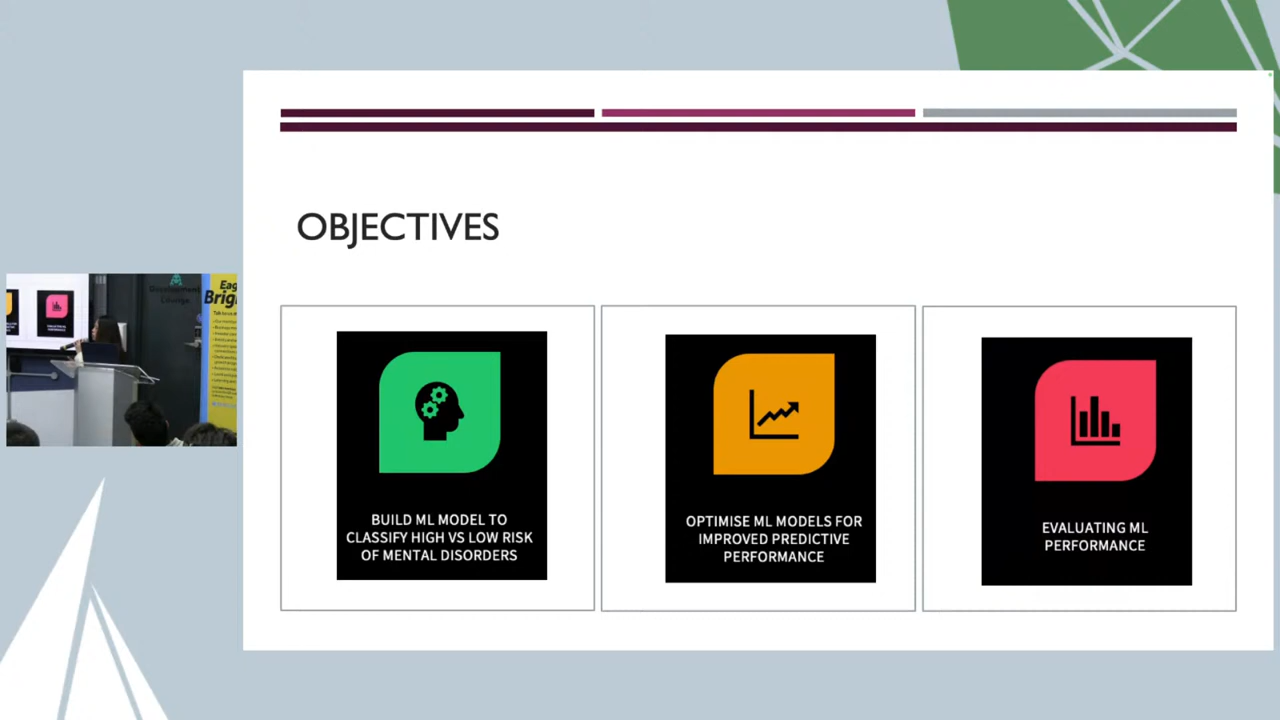 OBJECTIVES
BUILD ML MODEL TO
CLASSIFY HIGH VS LOW RISK
OF MENTAL DISORDERS
OPTIMISE ML MODELS FOR
IMPROVED PREDICTIVE
PERFORMANCE
EVALUATING ML
PERFORMANCE
Development